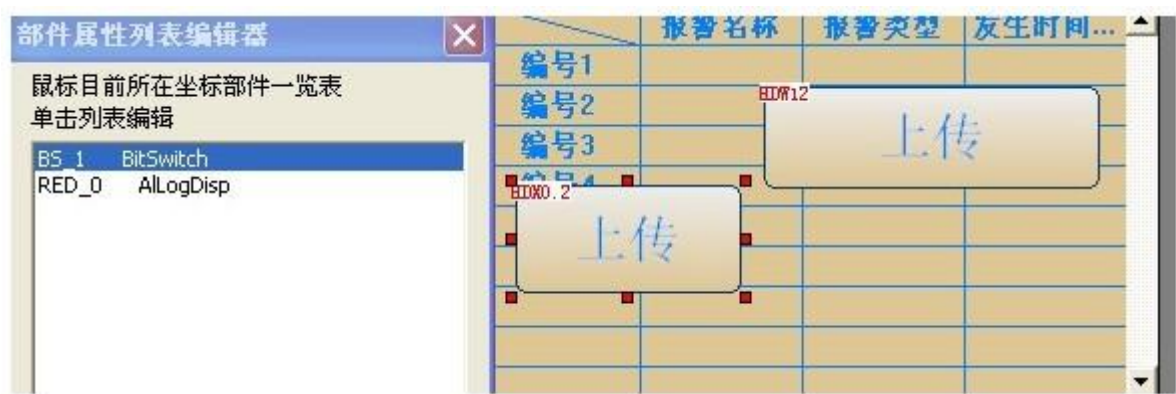 部件属性列表编辑器
鼠标目前所在坐标部件一览表
单击列表编辑
BS_1 BitSwitch
RED_0 AlLogDisp
报警名称 报警类型 发生时间...
编号1
编号2
编号3
HDW12
上传
HDX0.2
上传